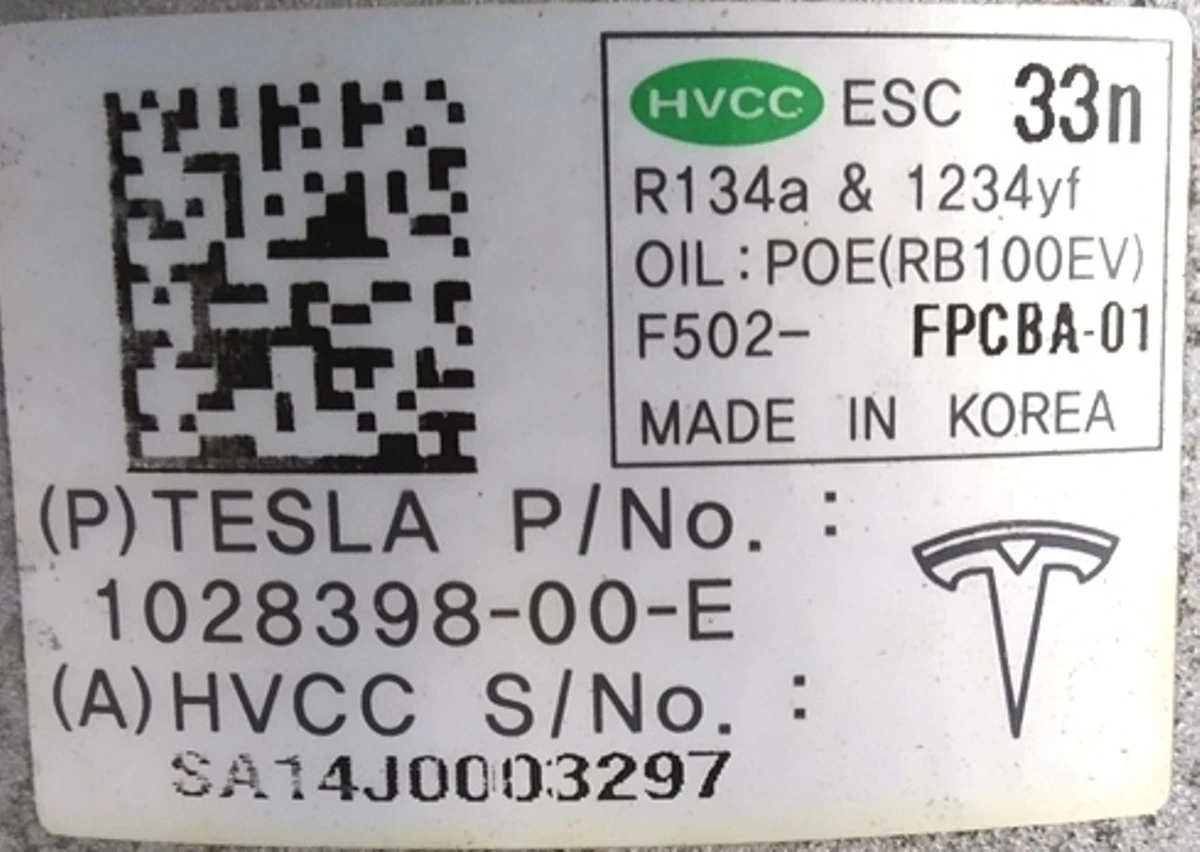 HVCC ESC 33n
R134a & 1234yf
OIL : POE(RB100EV)
F502- FPCBA-01
MADE IN KOREA
(P)TESLA P/No. :
1028398-00-E
(A)HVCC S/No. :
SA14J0003297